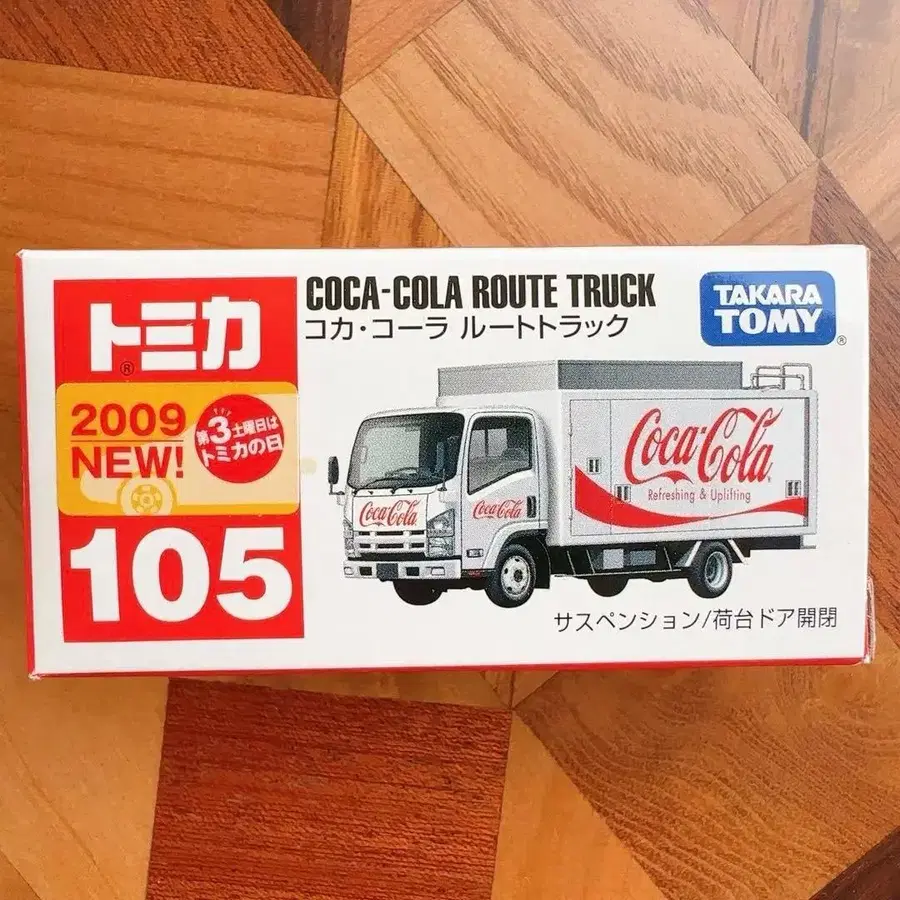 トミカ®
2009
NEW!
第3土曜日は
トミカの日
105
COCA-COLA ROUTE TRUCK
コカ・コーラ ルートトラック
TAKARA
TOMY®
Coca-Cola
Coca-Cola
Coca-Cola®
Refreshing & Uplifting
サスペンション/荷台ドア開閉